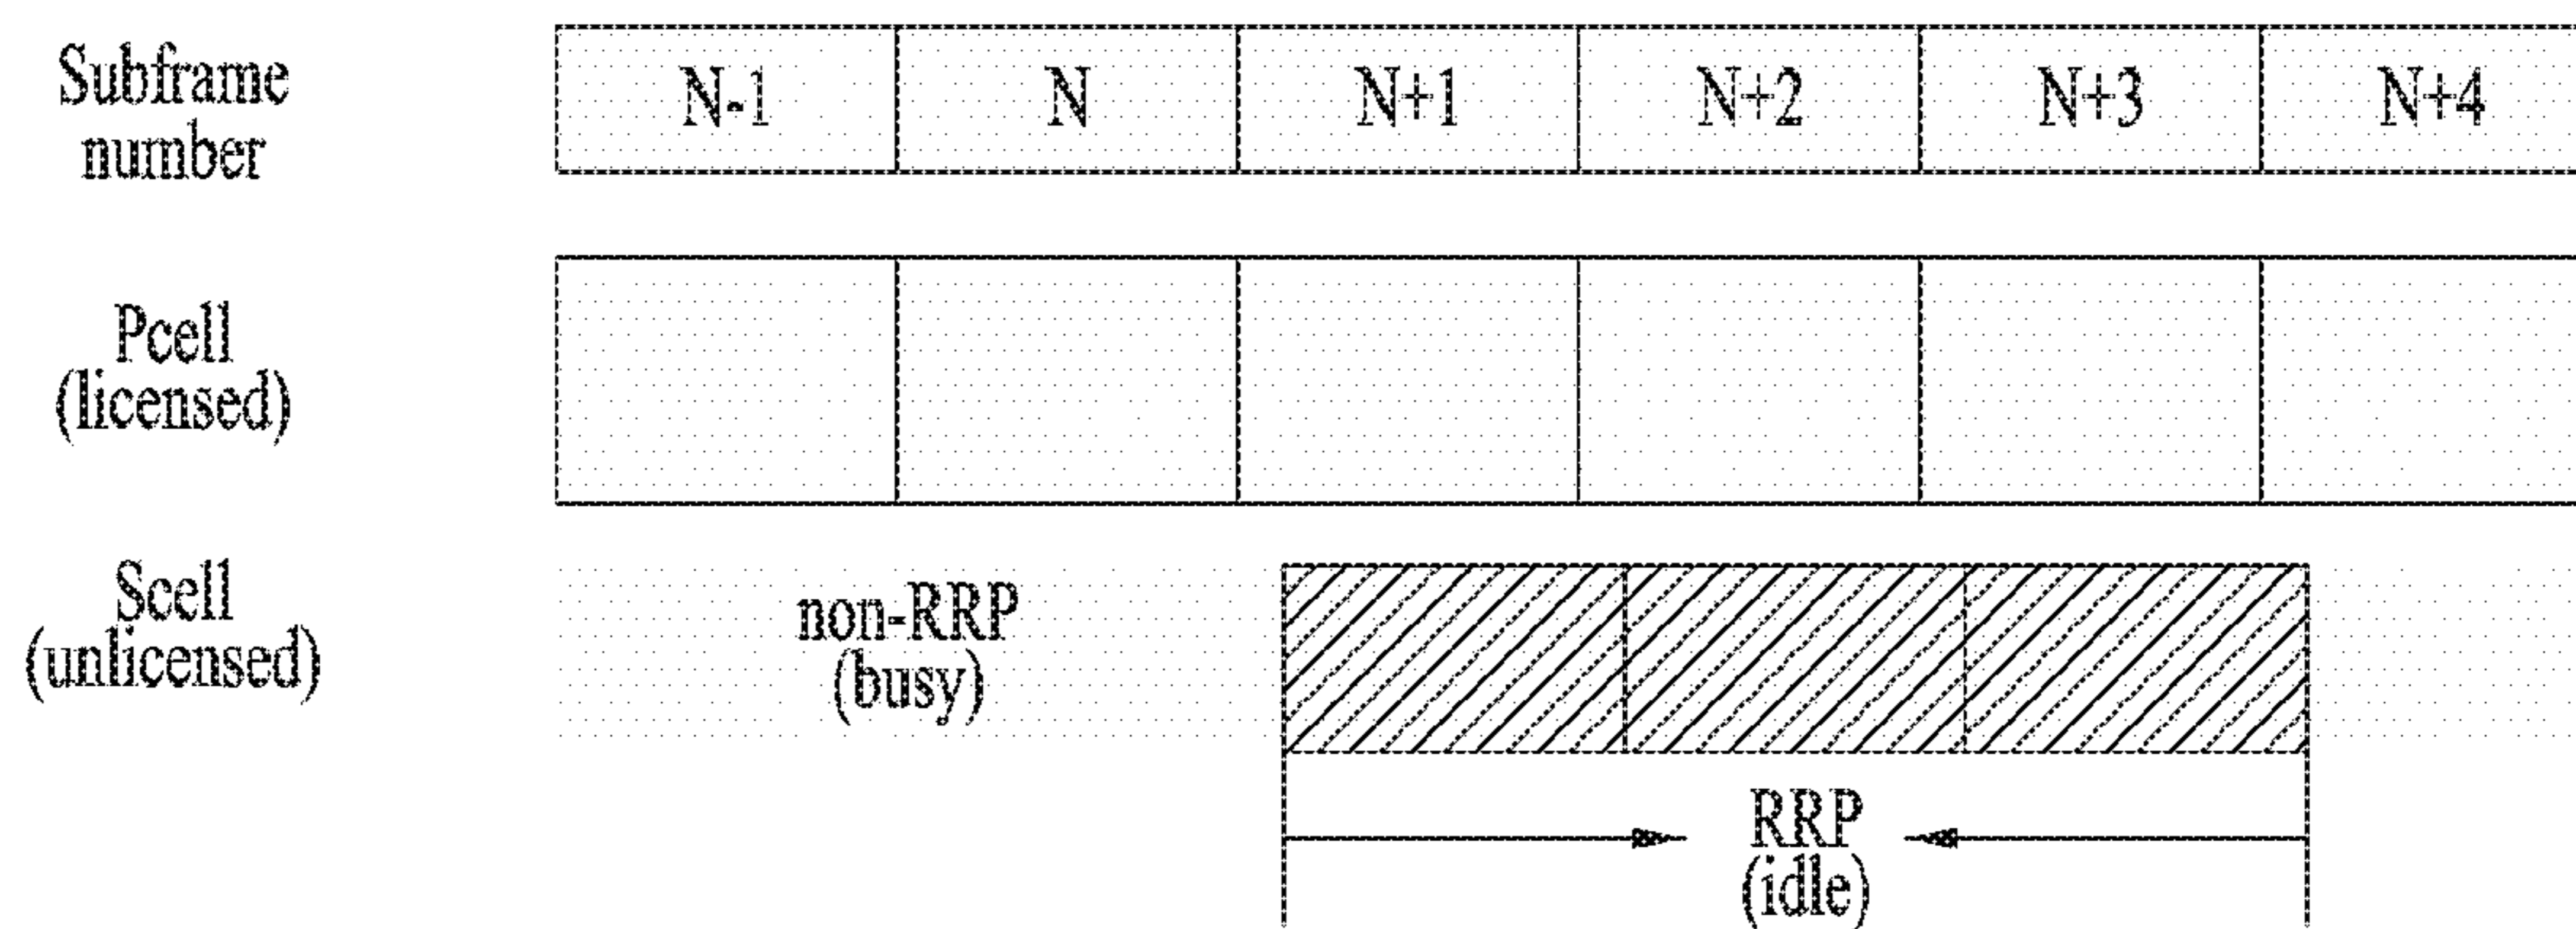 Subframe
number
N-1 N N+1 N+2 N+3 N+4
Pcell
(licensed)
Scell
(unlicensed)
non-RRP
(busy)
RRP
(idle)